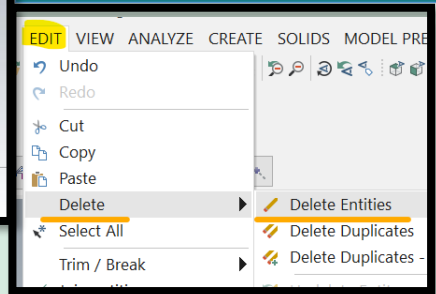 EDIT VIEW ANALYZE CREATE SOLIDS MODEL PRE
Undo
Redo
Cut
Copy
Paste
Delete
Delete Entities
Select All
Delete Duplicates
Trim / Break
Delete Duplicates -